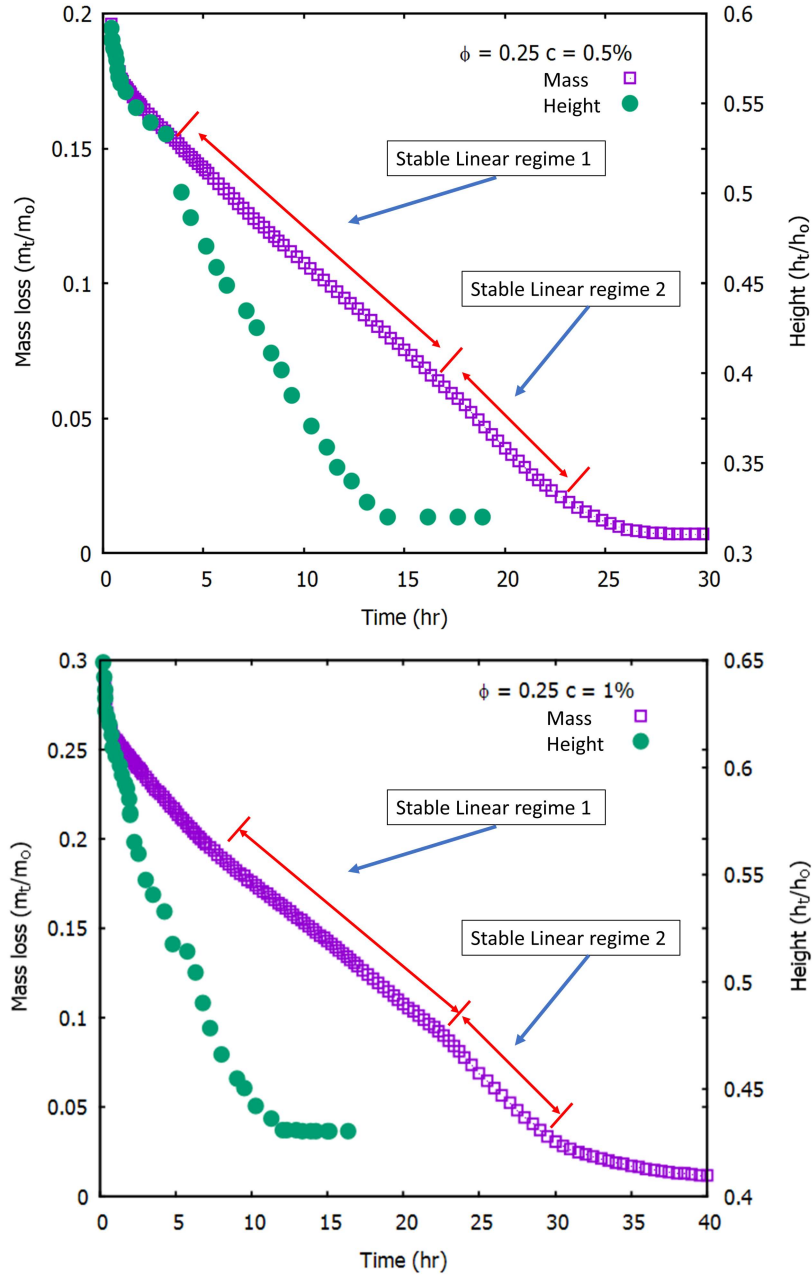 ϕ = 0.25 c = 0.5%
Mass
Height
Stable Linear regime 1
Stable Linear regime 2
Mass loss (mt/mo)
Height (ht/ho)
0.2
0.15
0.1
0.05
0
0.6
0.55
0.5
0.45
0.4
0.35
0.3
0 5 10 15 20 25 30
Time (hr)
ϕ = 0.25 c = 1%
Mass
Height
Stable Linear regime 1
Stable Linear regime 2
Mass loss (mt/mo)
Height (ht/ho)
0.3
0.25
0.2
0.15
0.1
0.05
0
0.65
0.6
0.55
0.5
0.45
0.4
0 5 10 15 20 25 30 35 40
Time (hr)